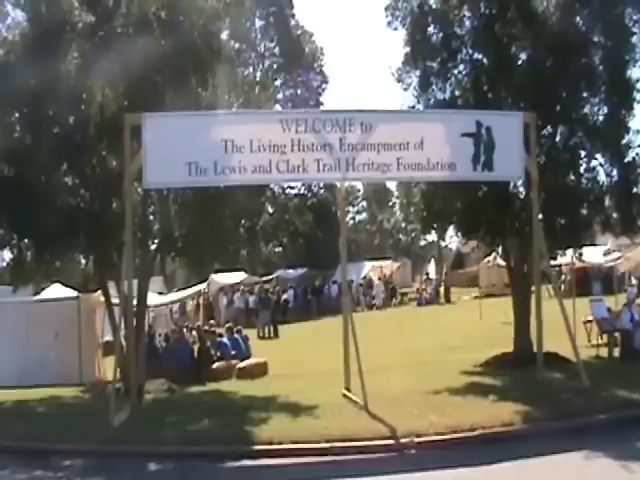 WELCOME to
The Living History Encampment of
The Lewis and Clark Trail Heritage Foundation